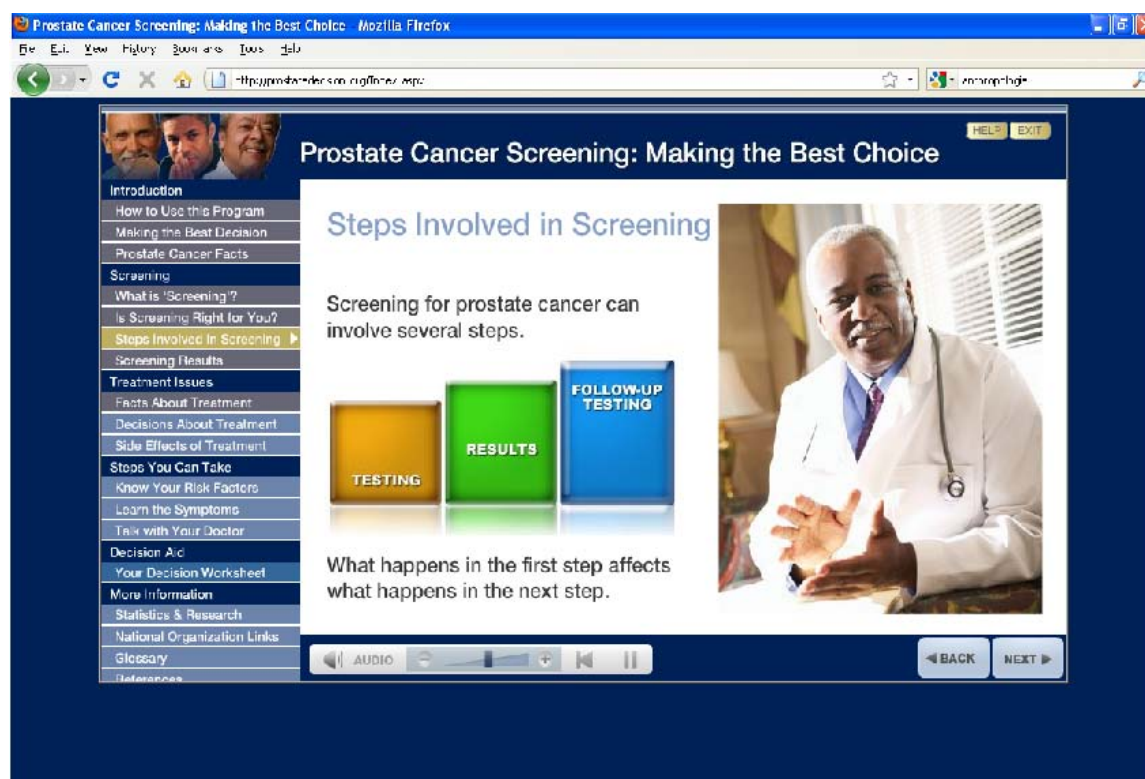 Prostate Cancer Screening: Making the Best Choice - Mozilla Firefox
View History Tools Help
HELP EXIT
Prostate Cancer Screening: Making the Best Choice
Introduction
How to Use this Program
Making the Best Decision
Prostate Cancer Facts
Screening
What is 'Screening'?
Is Screening Right for You?
Steps Involved in Screening
Screening Results
Treatment Issues
Facts About Treatment
Decisions About Treatment
Side Effects of Treatment
Steps You Can Take
Know Your Risk Factors
Learn the Symptoms
Talk with Your Doctor
Decision Aid
Your Decision Worksheet
More Information
Statistics & Research
National Organization Links
Glossary
References
Steps Involved in Screening
Screening for prostate cancer can
involve several steps.
TESTING
RESULTS
FOLLOW-UP
TESTING
What happens in the first step affects
what happens in the next step.
AUDIO
BACK
NEXT